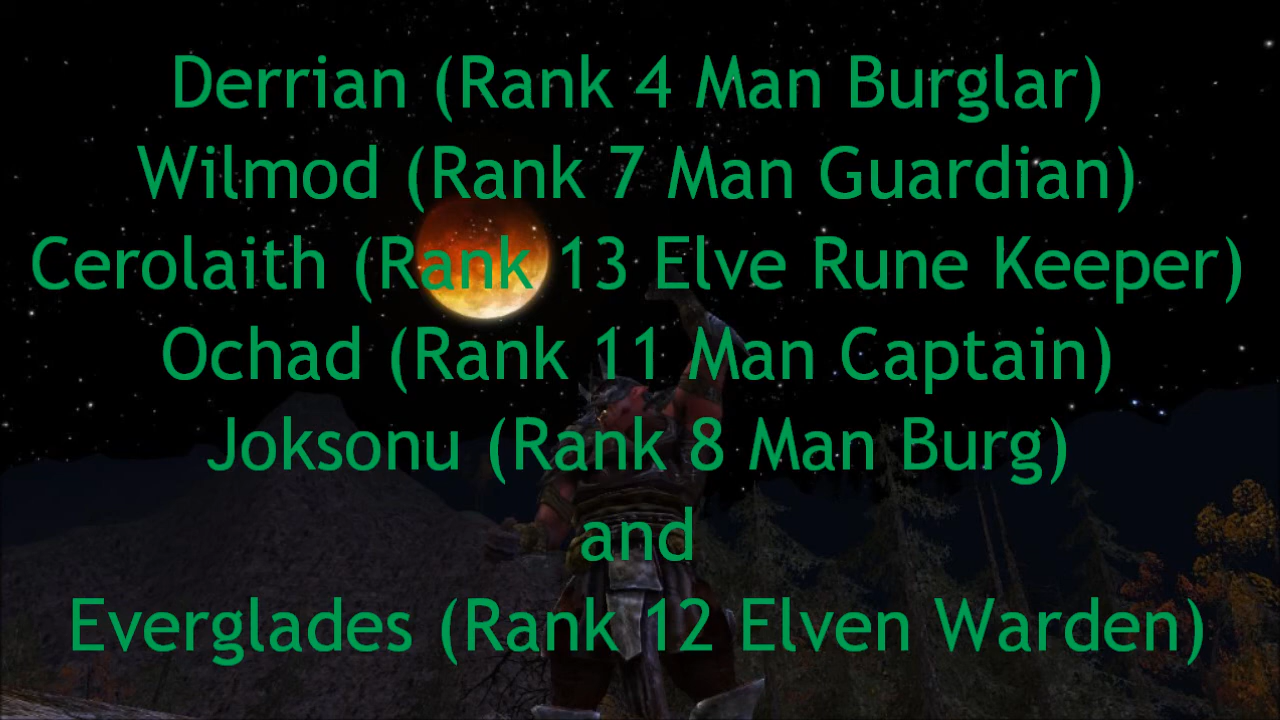 Derrian (Rank 4 Man Burglar)
Wilmod (Rank 7 Man Guardian)
Cerolaith (Rank 13 Elve Rune Keeper)
Ochad (Rank 11 Man Captain)
Joksonu (Rank 8 Man Burg)
and
Everglades (Rank 12 Elven Warden)